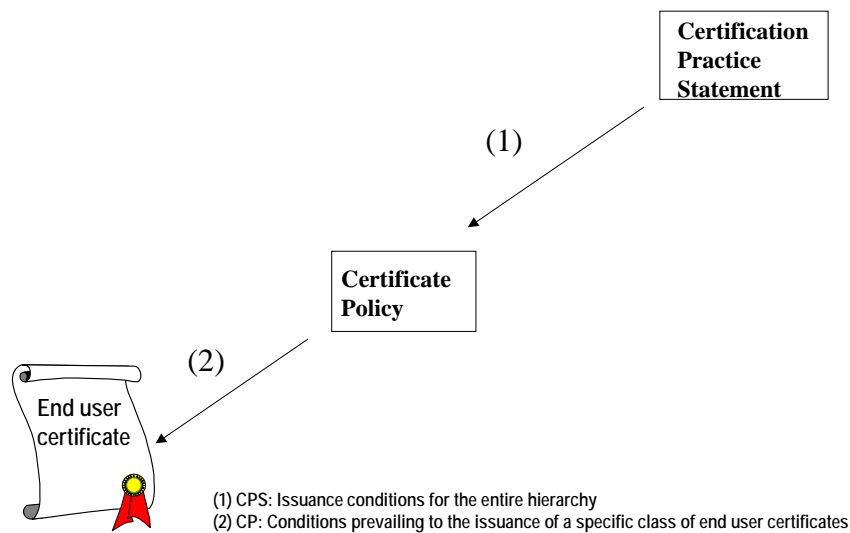 Certification
Practice
Statement
(1)
Certificate
Policy
(2)
End user
certificate
(1) CPS: Issuance conditions for the entire hierarchy
(2) CP: Conditions prevailing to the issuance of a specific class of end user certificates